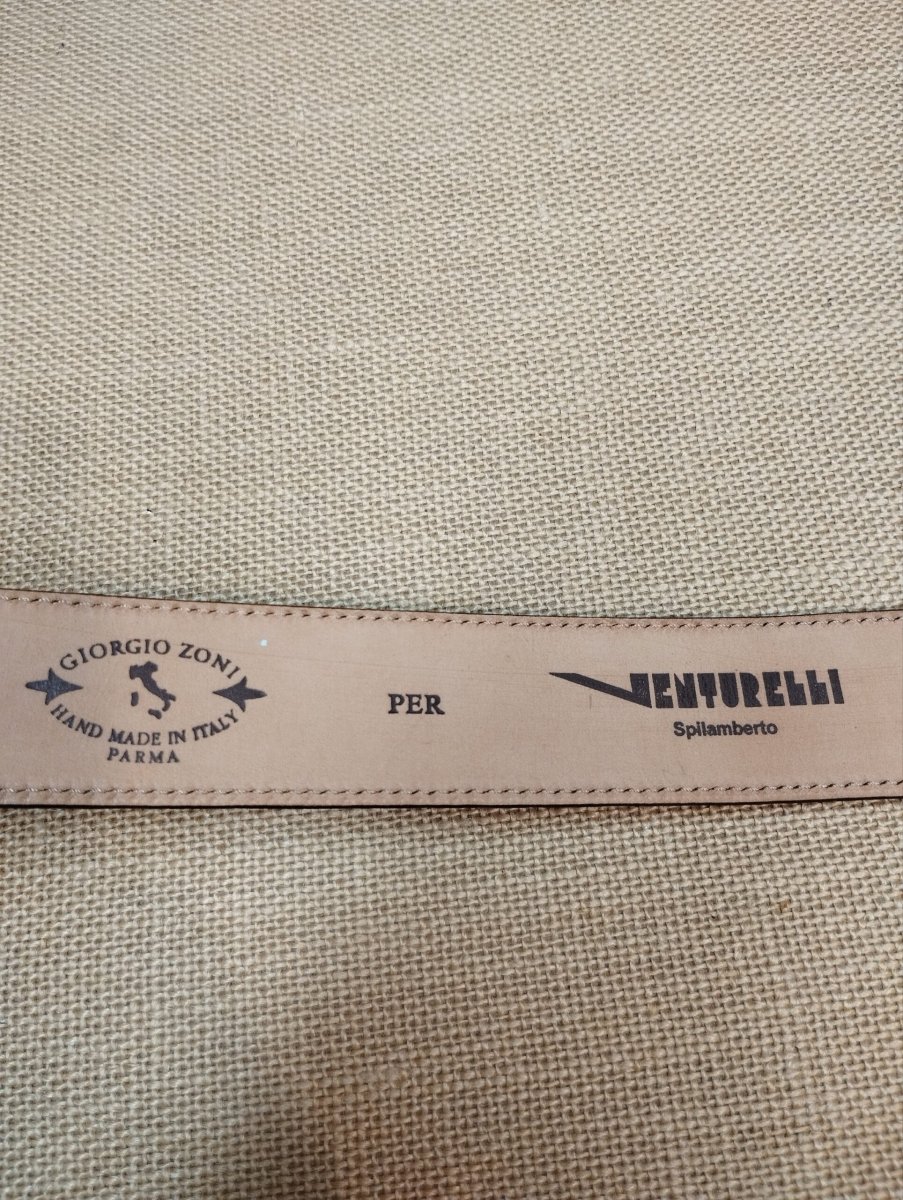 GIORGIO ZONI
HAND MADE IN ITALY
PARMA
PER
VENTURELLI
Spilamberto